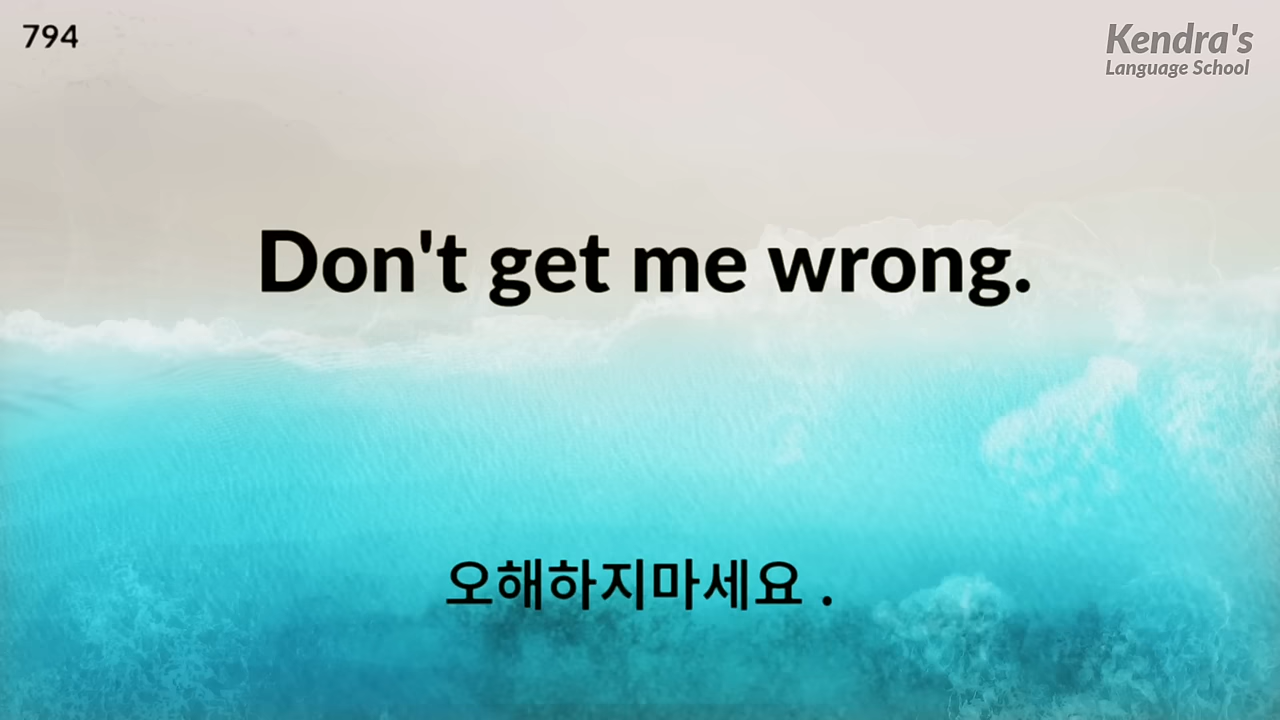 794
Kendra's
Language School
Don't get me wrong.
오해하지마세요 .